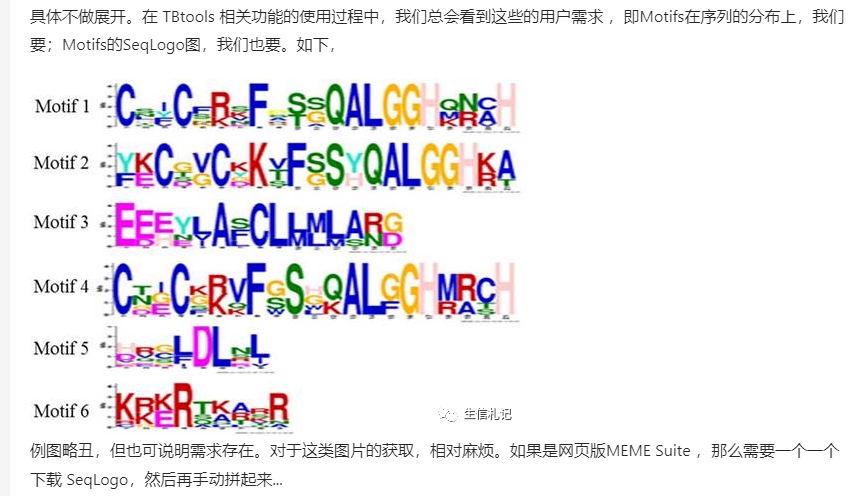 具体不做展开。在 TBtools 相关功能的使用过程中，我们总会看到这些的用户需求 ，即Motifs在序列的分布上，我们
要；Motifs的SeqLogo图，我们也要。如下，
Motif 1
Motif 2
Motif 3
Motif 4
Motif 5
Motif 6
生信札记
例图略丑，但也可说明需求存在。对于这类图片的获取，相对麻烦。如果是网页版MEME Suite ，那么需要一个一个
下载 SeqLogo，然后再手动拼起来...